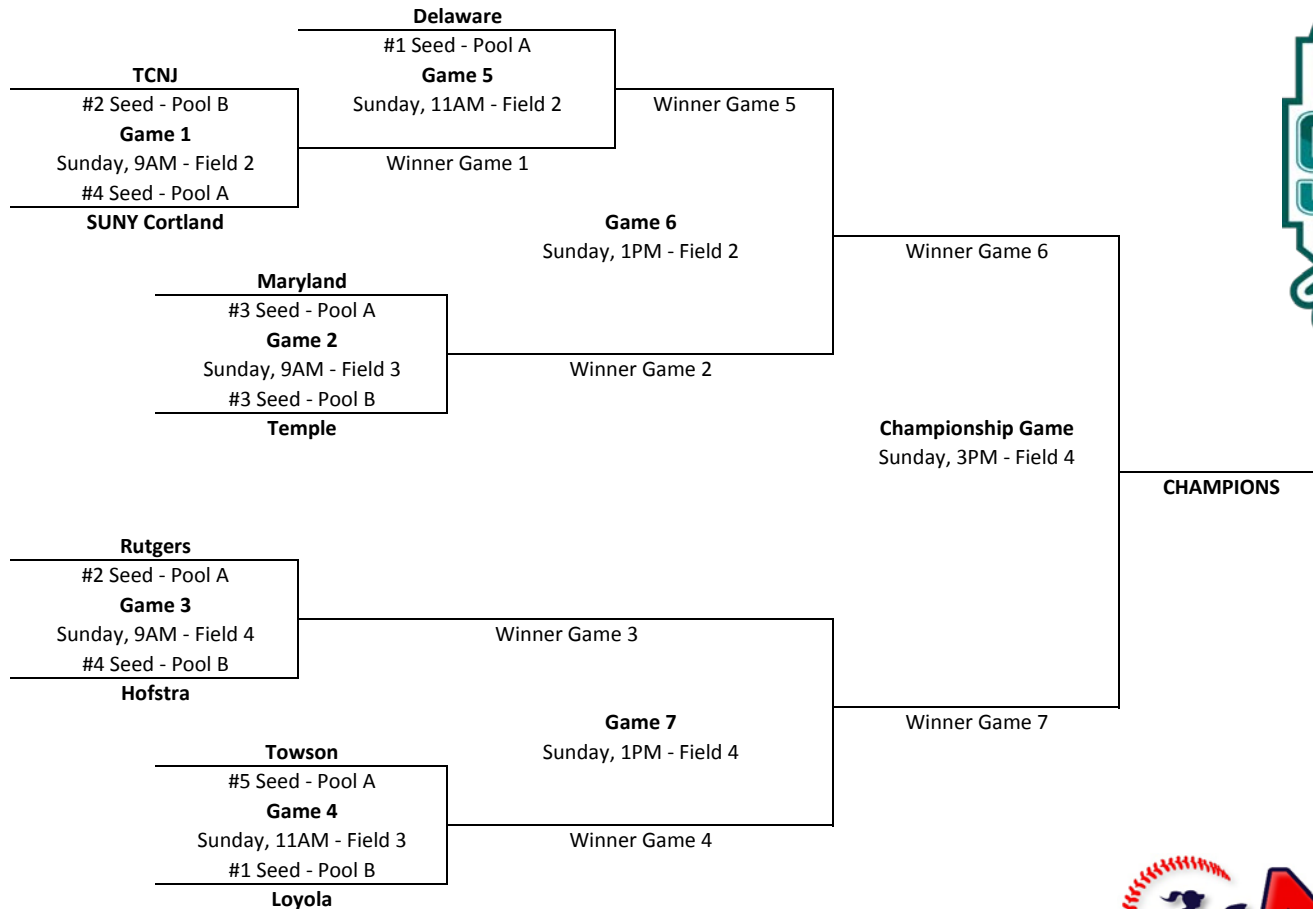 Delaware
#1 Seed - Pool A
TCNJ
Game 5
#2 Seed - Pool B
Sunday, 11AM - Field 2
Winner Game 5
Game 1
Sunday, 9AM - Field 2
Winner Game 1
#4 Seed - Pool A
SUNY Cortland
Game 6
Sunday, 1PM - Field 2
Winner Game 6
Maryland
#3 Seed - Pool A
Game 2
Sunday, 9AM - Field 3
Winner Game 2
#3 Seed - Pool B
Temple
Championship Game
Sunday, 3PM - Field 4
CHAMPIONS
Rutgers
#2 Seed - Pool A
Game 3
Sunday, 9AM - Field 4
Winner Game 3
#4 Seed - Pool B
Hofstra
Game 7
Winner Game 7
Towson
Sunday, 1PM - Field 4
#5 Seed - Pool A
Game 4
Sunday, 11AM - Field 3
Winner Game 4
#1 Seed - Pool B
Loyola